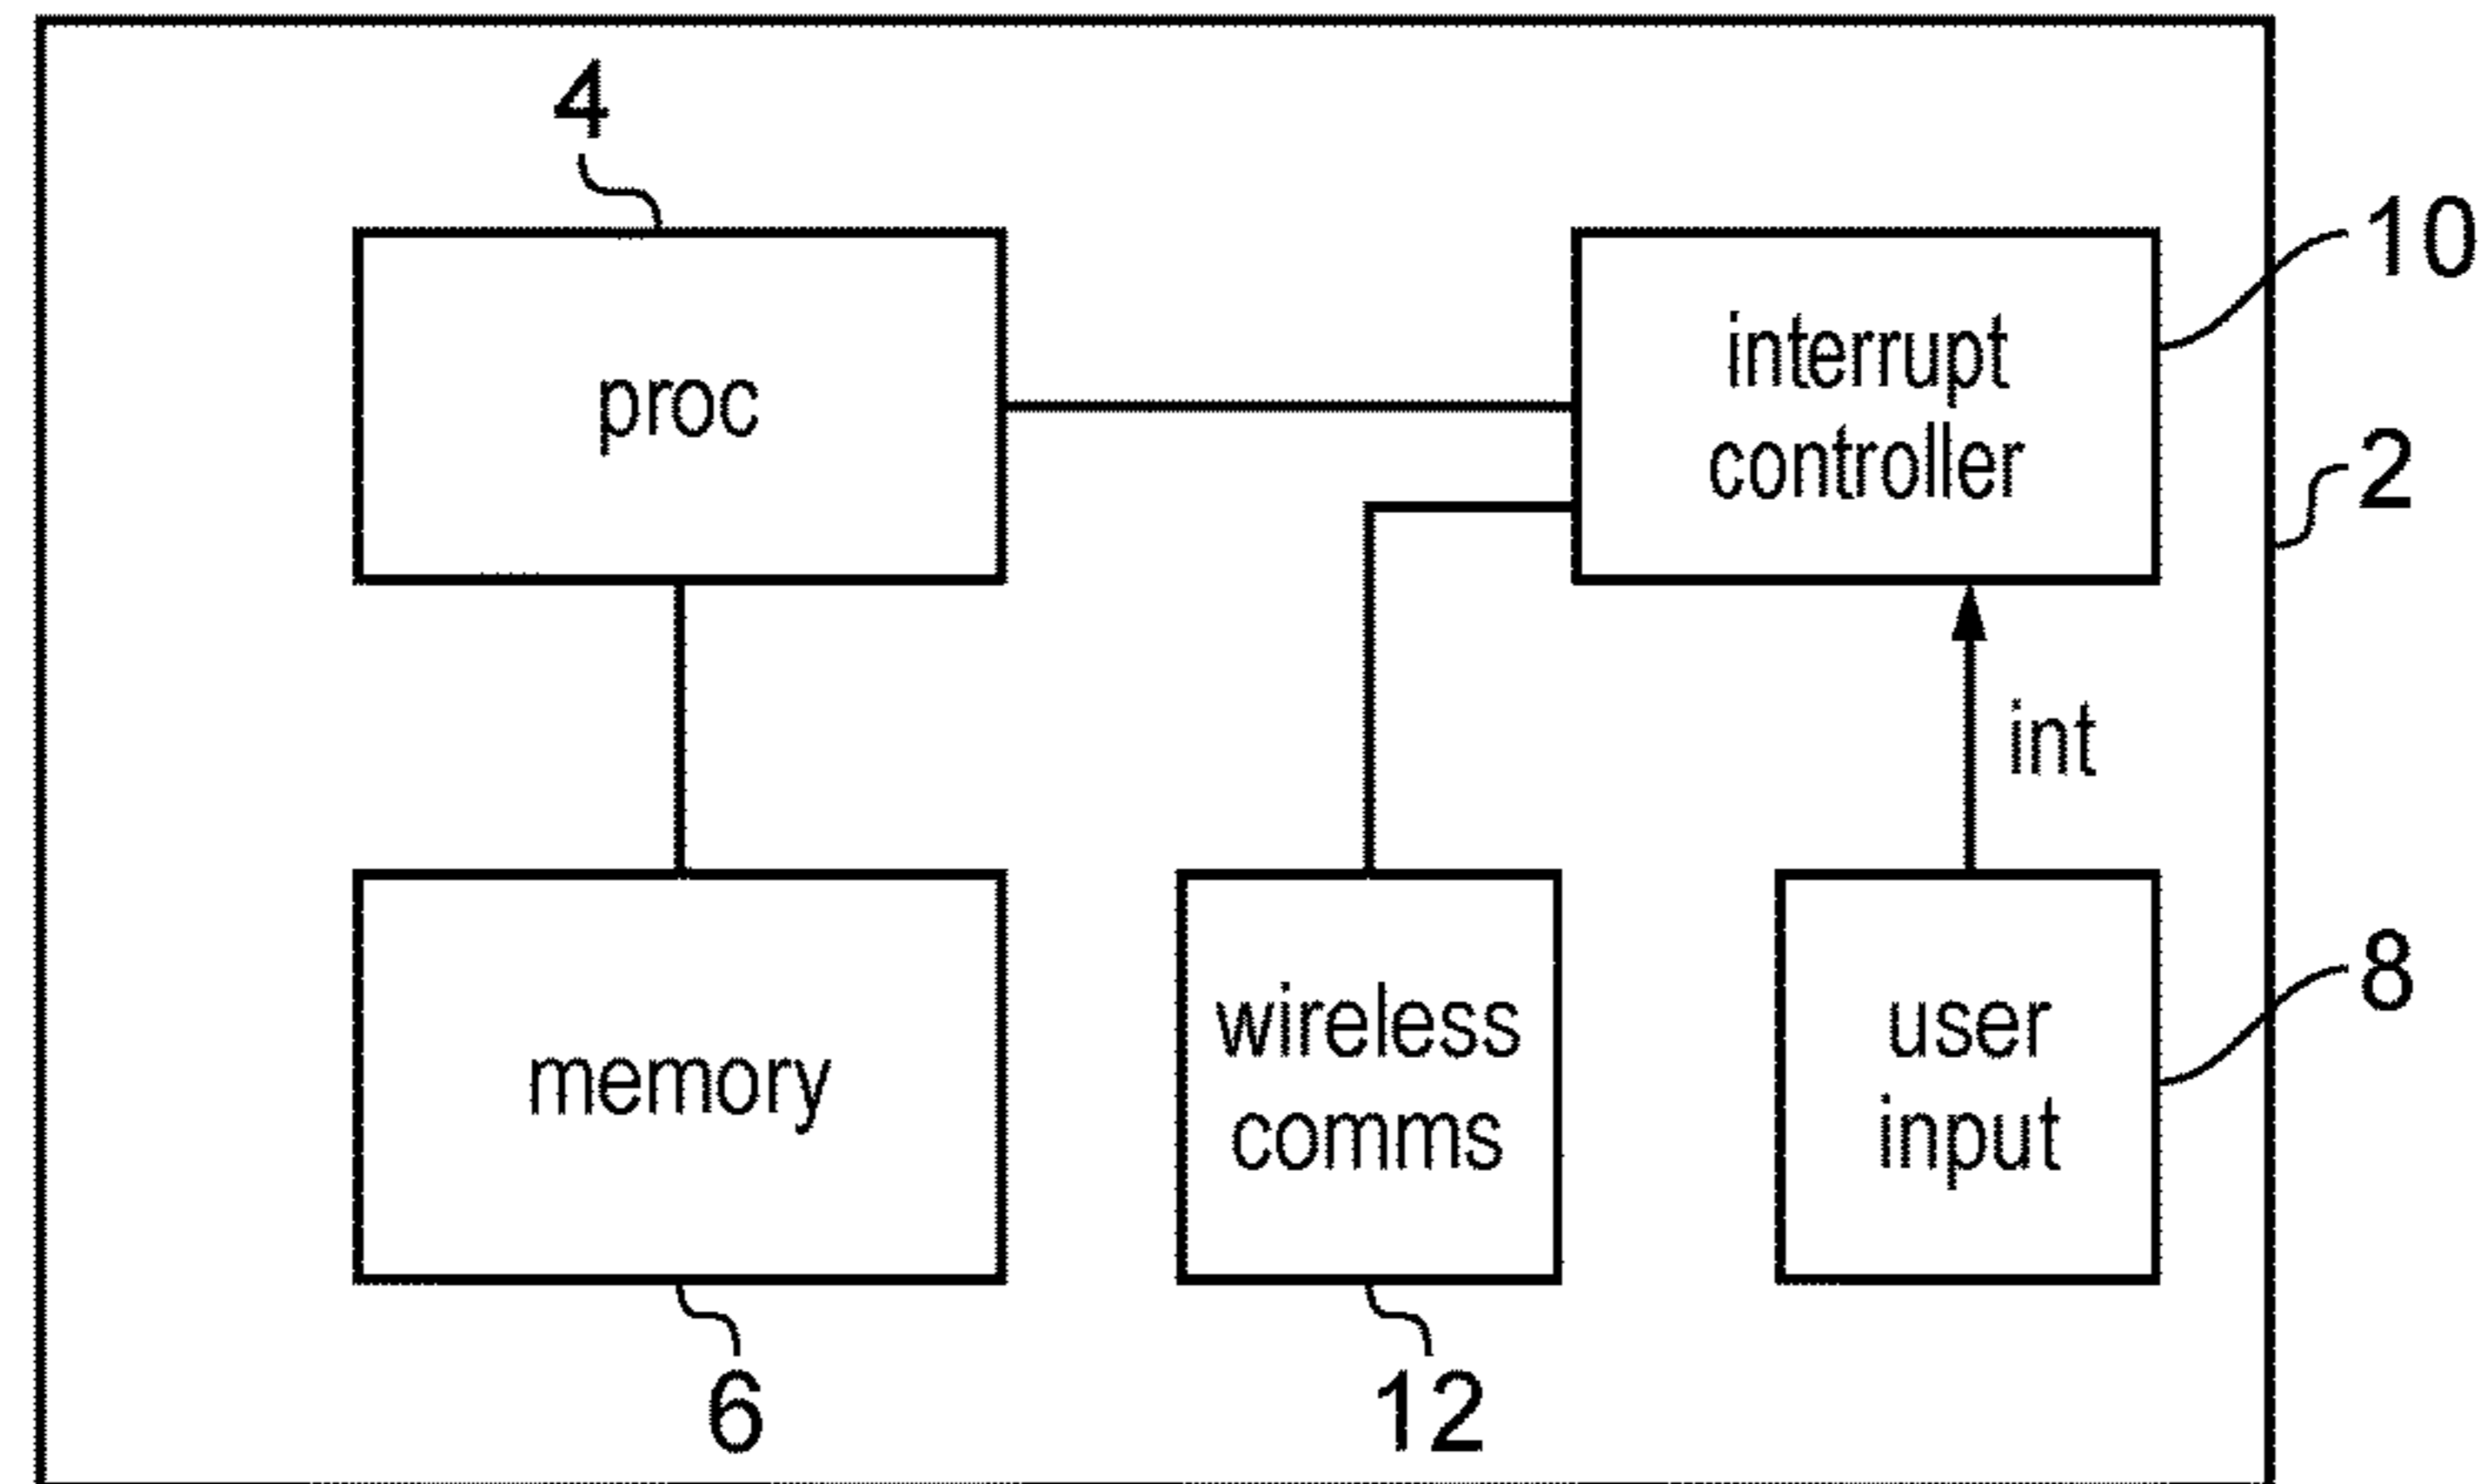 4
10
proc
interrupt
controller
2
int
8
memory
wireless
comms
user
input
6
12